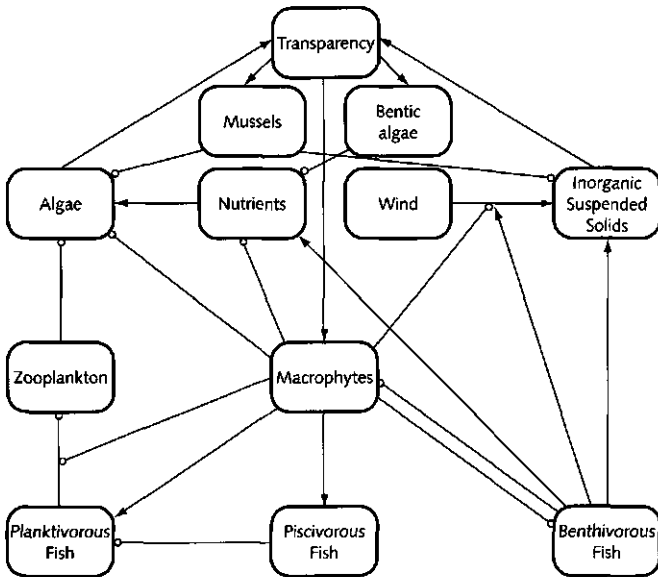 Transparency
Mussels
Bentic
algae
Algae
Nutrients
Wind
Inorganic
Suspended
Solids
Zooplankton
Macrophytes
Planktivorous
Fish
Piscivorous
Fish
Benthivorous
Fish